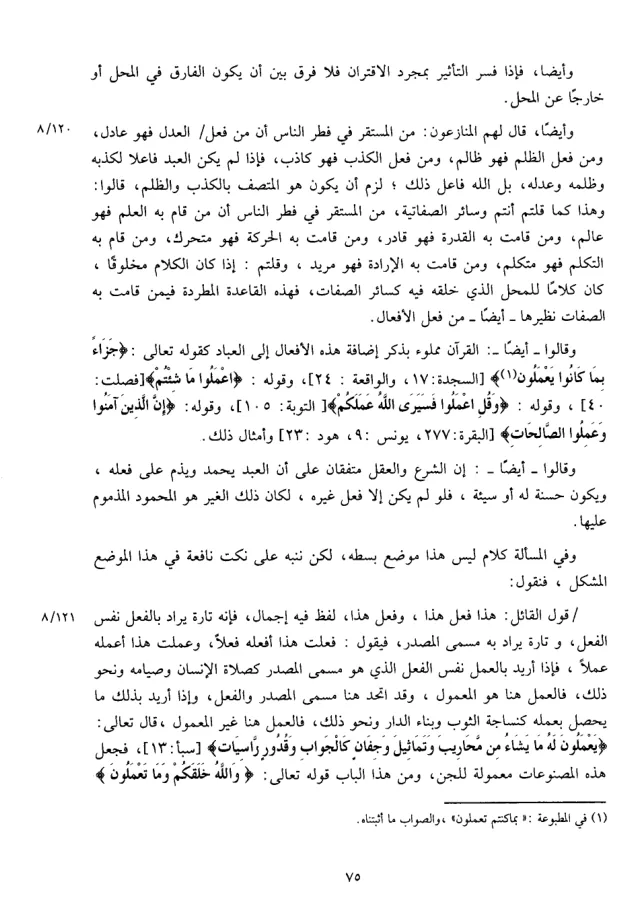 وأيضا، فإذا فسر التأثير بمجرد الاقتران فلا فرق بين أن يكون الفارق في المحل أو
خارجًا عن المحل.
٨/١٢٠ وأيضًا، قال لهم المنازعون: من المستقر في فطر الناس أن من فعل/ العدل فهو عادل،
ومن فعل الظلم فهو ظالم، ومن فعل الكذب فهو كاذب، فإذا لم يكن العبد فاعلا لكذبه
وظلمه وعدله، بل الله فاعل ذلك ؛ لزم أن يكون هو المتصف بالكذب والظلم، قالوا:
وهذا كما قلتم أنتم وسائر الصفاتية، من المستقر في فطر الناس أن من قام به العلم فهو
عالم، ومن قامت به القدرة فهو قادر، ومن قامت به الحركة فهو متحرك، ومن قام به
التكلم فهو متكلم، ومن قامت به الإرادة فهو مريد ، وقلتم : إذا كان الكلام مخلوقًا ،
كان كلامًا للمحل الذي خلقه فيه كسائر الصفات، فهذه القاعدة المطردة فيمن قامت به
الصفات نظيرها ـ أيضًا ـ من فعل الأفعال.
وقالوا ـ أيضًا ـ: القرآن مملوء بذكر إضافة هذه الأفعال إلى العباد كقوله تعالى :﴿جَزَاءً
بِمَا كَانُوا يَعْمَلُونَ(١)﴾ [السجدة:١٧، والواقعة : ٢٤]، وقوله : ﴿اعْمَلُوا مَا شِئْتُمْ﴾[فصلت:
٤٠] ، وقوله : ﴿وَقُلِ اعْمَلُوا فَسَيَرَى اللَّهُ عَمَلَكُمْ﴾[ التوبة: ١٠٥]، وقوله: ﴿إِنَّ الَّذِينَ آمَنُوا
وَعَمِلُوا الصَّالِحَاتِ﴾ [البقرة:٢٧٧، يونس :٩، هود :٢٣] وأمثال ذلك.
وقالوا ـ أيضًا ـ : إن الشرع والعقل متفقان على أن العبد يحمد ويذم على فعله ،
ويكون حسنة له أو سيئة ، فلو لم يكن إلا فعل غيره ، لكان ذلك الغير هو المحمود المذموم
عليها.
وفي المسألة كلام ليس هذا موضع بسطه، لكن ننبه على نكت نافعة في هذا الموضع
المشكل ، فنقول:
٨/١٢١ / قول القائل: هذا فعل هذا ، وفعل هذا، لفظ فيه إجمال، فإنه تارة يراد بالفعل نفس
الفعل، و تارة يراد به مسمى المصدر، فيقول : فعلت هذا أفعله فعلاً، وعملت هذا أعمله
عملاً ، فإذا أريد بالعمل نفس الفعل الذي هو مسمى المصدر كصلاة الإنسان وصيامه ونحو
ذلك، فالعمل هنا هو المعمول ، وقد اتحد هنا مسمى المصدر والفعل، وإذا أريد بذلك ما
يحصل بعمله كنساجة الثوب وبناء الدار ونحو ذلك، فالعمل هنا غير المعمول ،قال تعالى:
﴿يَعْمَلُونَ لَهُ مَا يَشَاءُ مِن مَّحَارِيبَ وَتَمَاثِيلَ وَجِفَانٍ كَالْجَوَابِ وَقُدُورٍ رَّاسِيَاتٍ﴾ [سبأ:١٣]، فجعل
هذه المصنوعات معمولة للجن، ومن هذا الباب قوله تعالى: ﴿ وَاللَّهُ خَلَقَكُمْ وَمَا تَعْمَلُونَ ﴾
(١) في المطبوعة :« بماكنتم تعملون» ،والصواب ما أثبتناه.
٧٥